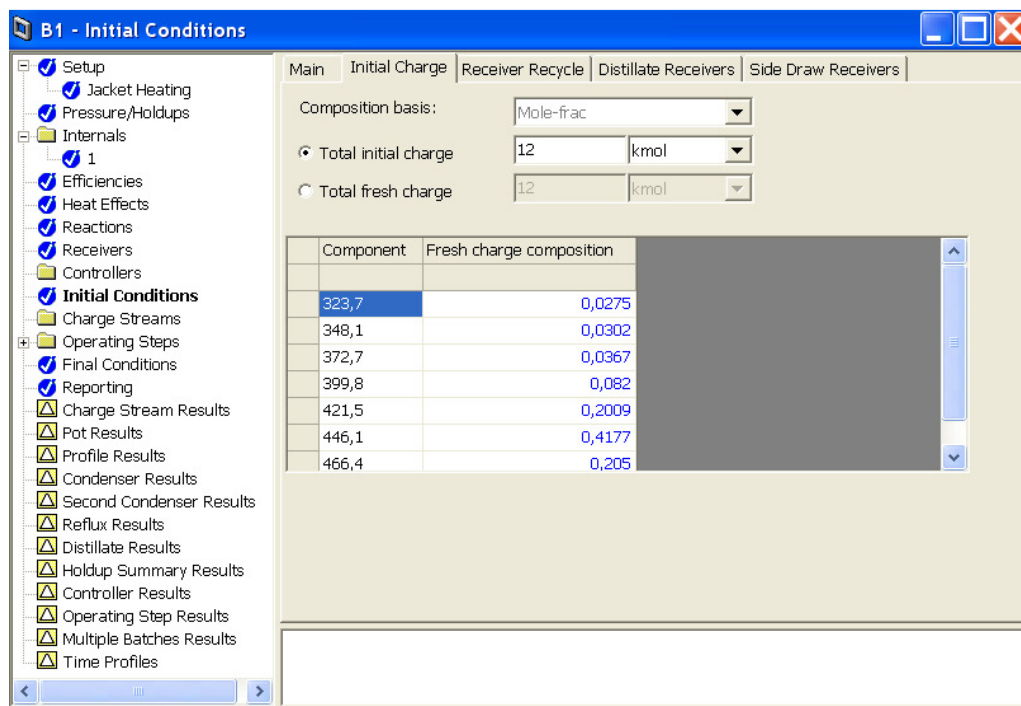 B1 - Initial Conditions
Setup
Jacket Heating
Pressure/Holdups
Internals
1
Efficiencies
Heat Effects
Reactions
Receivers
Controllers
Initial Conditions
Charge Streams
Operating Steps
Final Conditions
Reporting
Charge Stream Results
Pot Results
Profile Results
Condenser Results
Second Condenser Results
Reflux Results
Distillate Results
Holdup Summary Results
Controller Results
Operating Step Results
Multiple Batches Results
Time Profiles
Main Initial Charge Receiver Recycle Distillate Receivers Side Draw Receivers
Composition basis: Mole-frac
Total initial charge 12 kmol
Total fresh charge 12 kmol
Component Fresh charge composition
323,7 0,0275
348,1 0,0302
372,7 0,0367
399,8 0,082
421,5 0,2009
446,1 0,4177
466,4 0,205